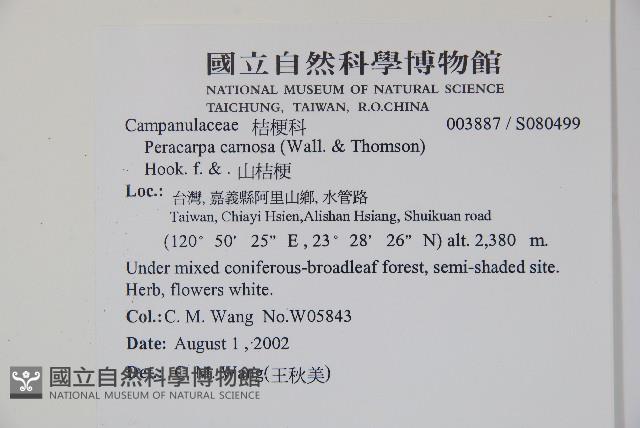 國立自然科學博物館
NATIONAL MUSEUM OF NATURAL SCIENCE
TAICHUNG, TAIWAN, R.O.CHINA
Campanulaceae 桔梗科 003887 / S080499
Peracarpa carnosa (Wall. & Thomson)
Hook. f. & . 山桔梗
Loc.: 台灣, 嘉義縣阿里山鄉, 水管路
Taiwan, Chiayi Hsien,Alishan Hsiang, Shuikuan road
(120° 50' 25" E , 23° 28' 26" N) alt. 2,380 m.
Under mixed coniferous-broadleaf forest, semi-shaded site.
Herb, flowers white.
Col.: C. M. Wang No.W05843
Date: August 1 , 2002
Det.: C. M. Wang(王秋美)
國立自然科學博物館
NATIONAL MUSEUM OF NATURAL SCIENCE